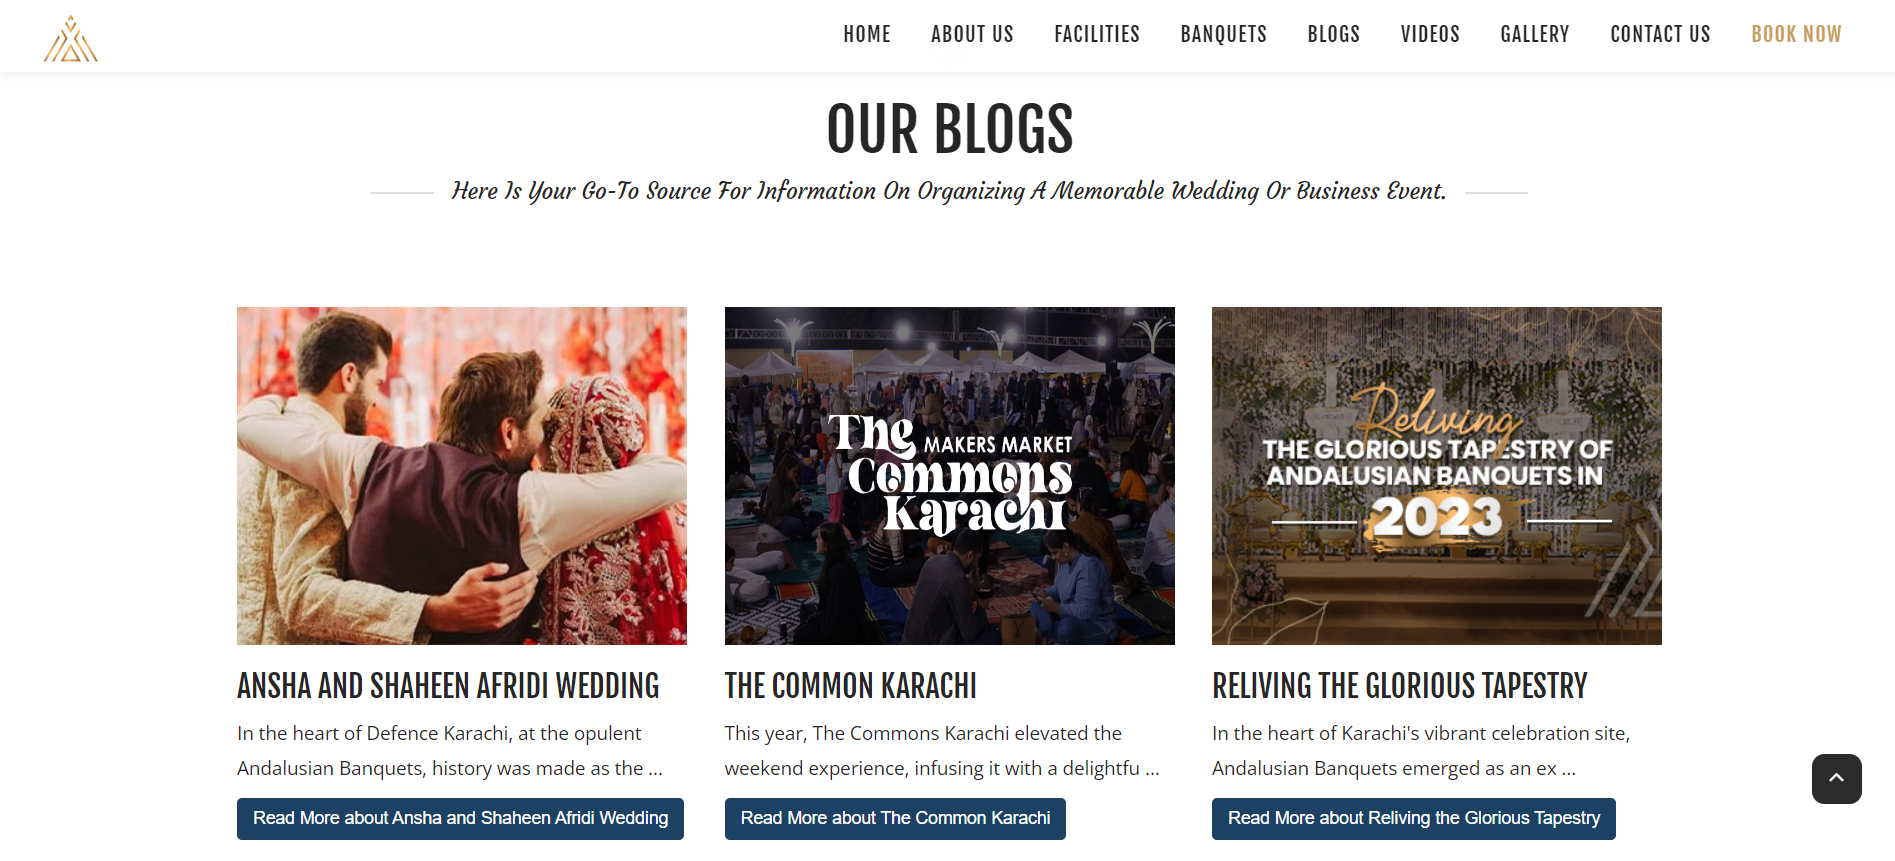 HOME ABOUT US FACILITIES BANQUETS BLOGS VIDEOS GALLERY CONTACT US BOOK NOW
OUR BLOGS
Here Is Your Go-To Source For Information On Organizing A Memorable Wedding Or Business Event.
The
MAKERS MARKET
Commons
Karachi
Reliving
THE GLORIOUS TAPESTRY OF
ANDALUSIAN BANQUETS IN
2023
ANSHA AND SHAHEEN AFRIDI WEDDING
In the heart of Defence Karachi, at the opulent
Andalusian Banquets, history was made as the ...
Read More about Ansha and Shaheen Afridi Wedding
THE COMMON KARACHI
This year, The Commons Karachi elevated the
weekend experience, infusing it with a delightfu ...
Read More about The Common Karachi
RELIVING THE GLORIOUS TAPESTRY
In the heart of Karachi's vibrant celebration site,
Andalusian Banquets emerged as an ex ...
Read More about Reliving the Glorious Tapestry